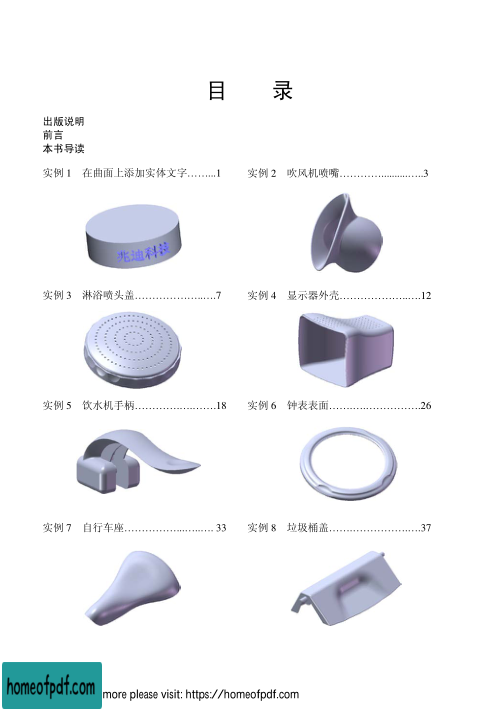 目 录
出版说明
前言
本书导读
实例 1 在曲面上添加实体文字……...1
实例 2 吹风机喷嘴…………..........…..3
兆迪科技
实例 3 淋浴喷头盖………………..….7
实例 4 显示器外壳………………..….12
实例 5 饮水机手柄………….….…….18
实例 6 钟表表面…….….…………….26
实例 7 自行车座……………..…..…. 33
实例 8 垃圾桶盖…….…………….….37
homeofpdf.com
more please visit: https://homeofpdf.com